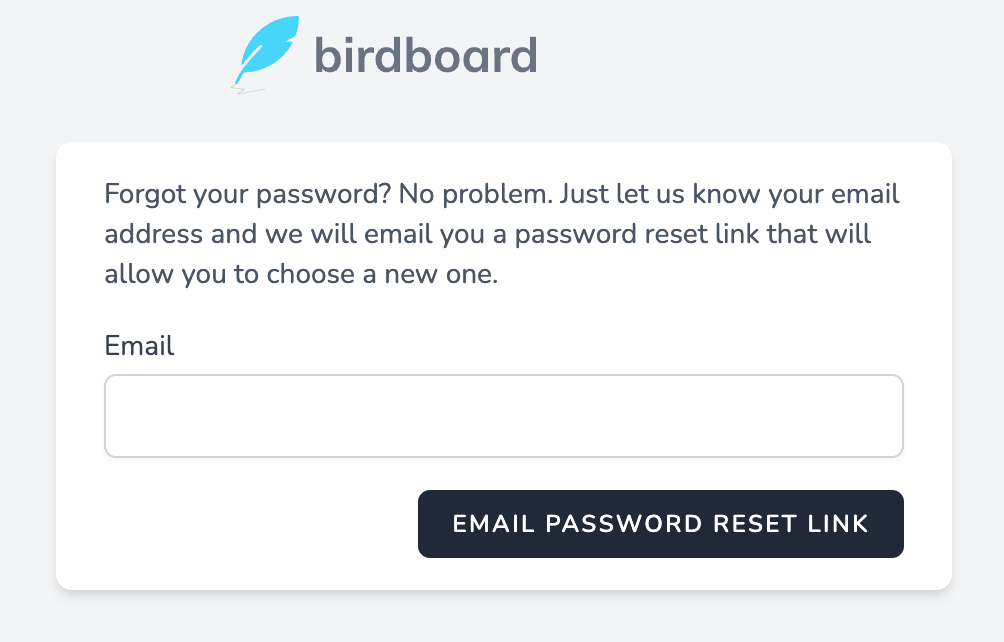 birdboard
Forgot your password? No problem. Just let us know your email
address and we will email you a password reset link that will
allow you to choose a new one.
Email
EMAIL PASSWORD RESET LINK